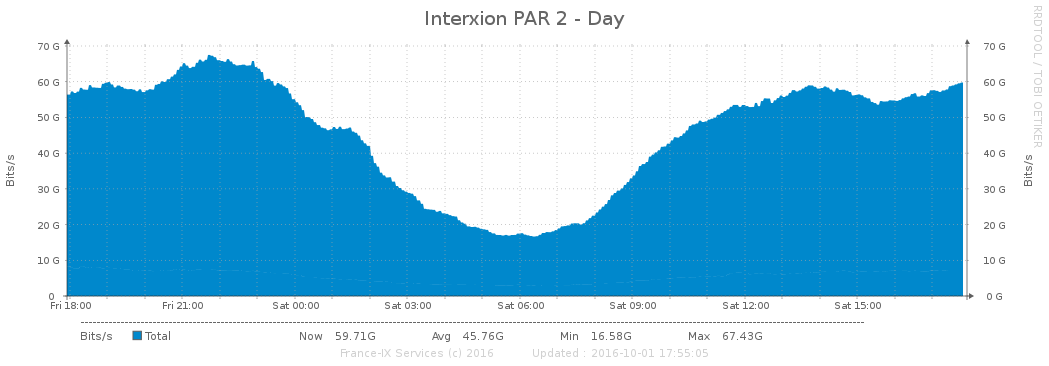 Interxion PAR 2 - Day
RRDTOOL / TOBI OETIKER
Bits/s
70 G
60 G
50 G
40 G
30 G
20 G
10 G
0
70 G
60 G
50 G
40 G
30 G
20 G
10 G
0 G
Bits/s
Fri 18:00 Fri 21:00 Sat 00:00 Sat 03:00 Sat 06:00 Sat 09:00 Sat 12:00 Sat 15:00
Bits/s Total Now 59.71G Avg 45.76G Min 16.58G Max 67.43G
France-IX Services (c) 2016 Updated : 2016-10-01 17:55:05